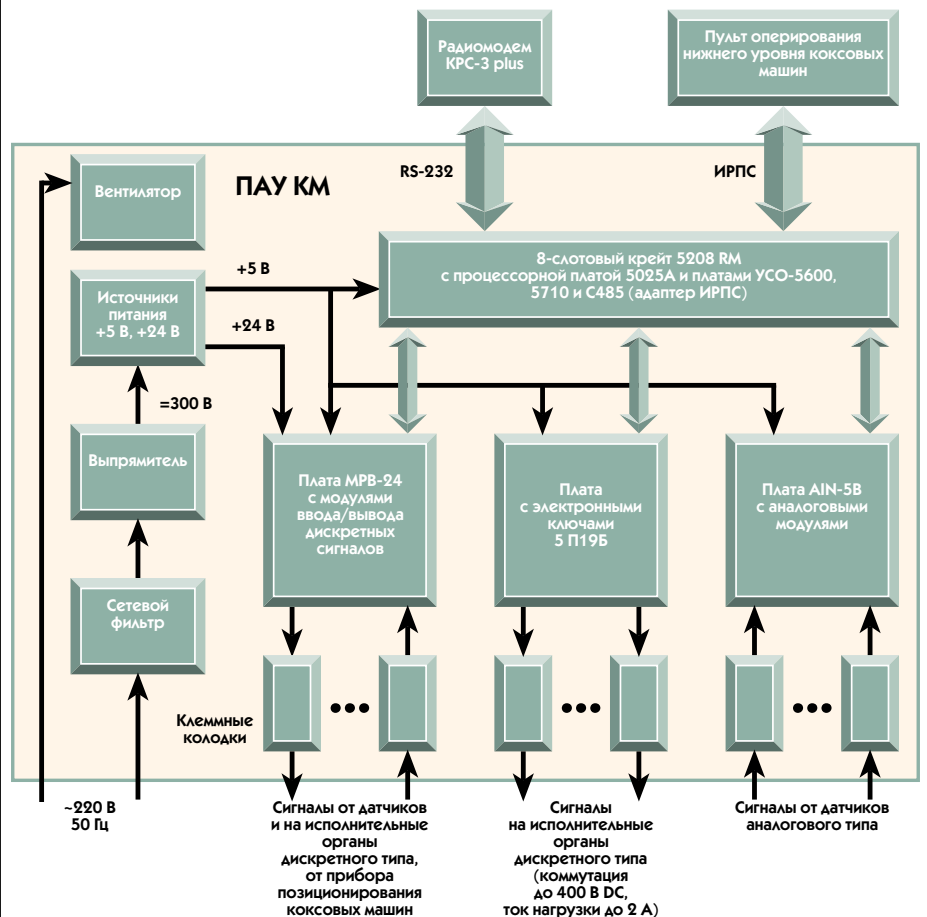 Радиомодем
КРС-3 plus
Пульт оперирования
нижнего уровня коксовых
машин
RS-232
ИРПС
ПАУ КМ
Вентилятор
8-слотовый крейт 5208 RM
с процессорной платой 5025А и платами УСО-5600,
5710 и С485 (адаптер ИРПС)
+5 В
Источники
питания
+5 В, +24 В
+24 В
=300 В
Выпрямитель
Плата МРВ-24
с модулями
ввода/вывода
дискретных
сигналов
Плата
с электронными
ключами
5 П19Б
Плата AIN-5B
с аналоговыми
модулями
Сетевой
фильтр
Клеммные
колодки
~220 В
50 Гц
Сигналы от датчиков
и на исполнительные
органы
дискретного типа,
от прибора
позиционирования
коксовых машин
Сигналы
на исполнительные
органы
дискретного типа
(коммутация
до 400 В DC,
ток нагрузки до 2 А)
Сигналы от датчиков
аналогового типа